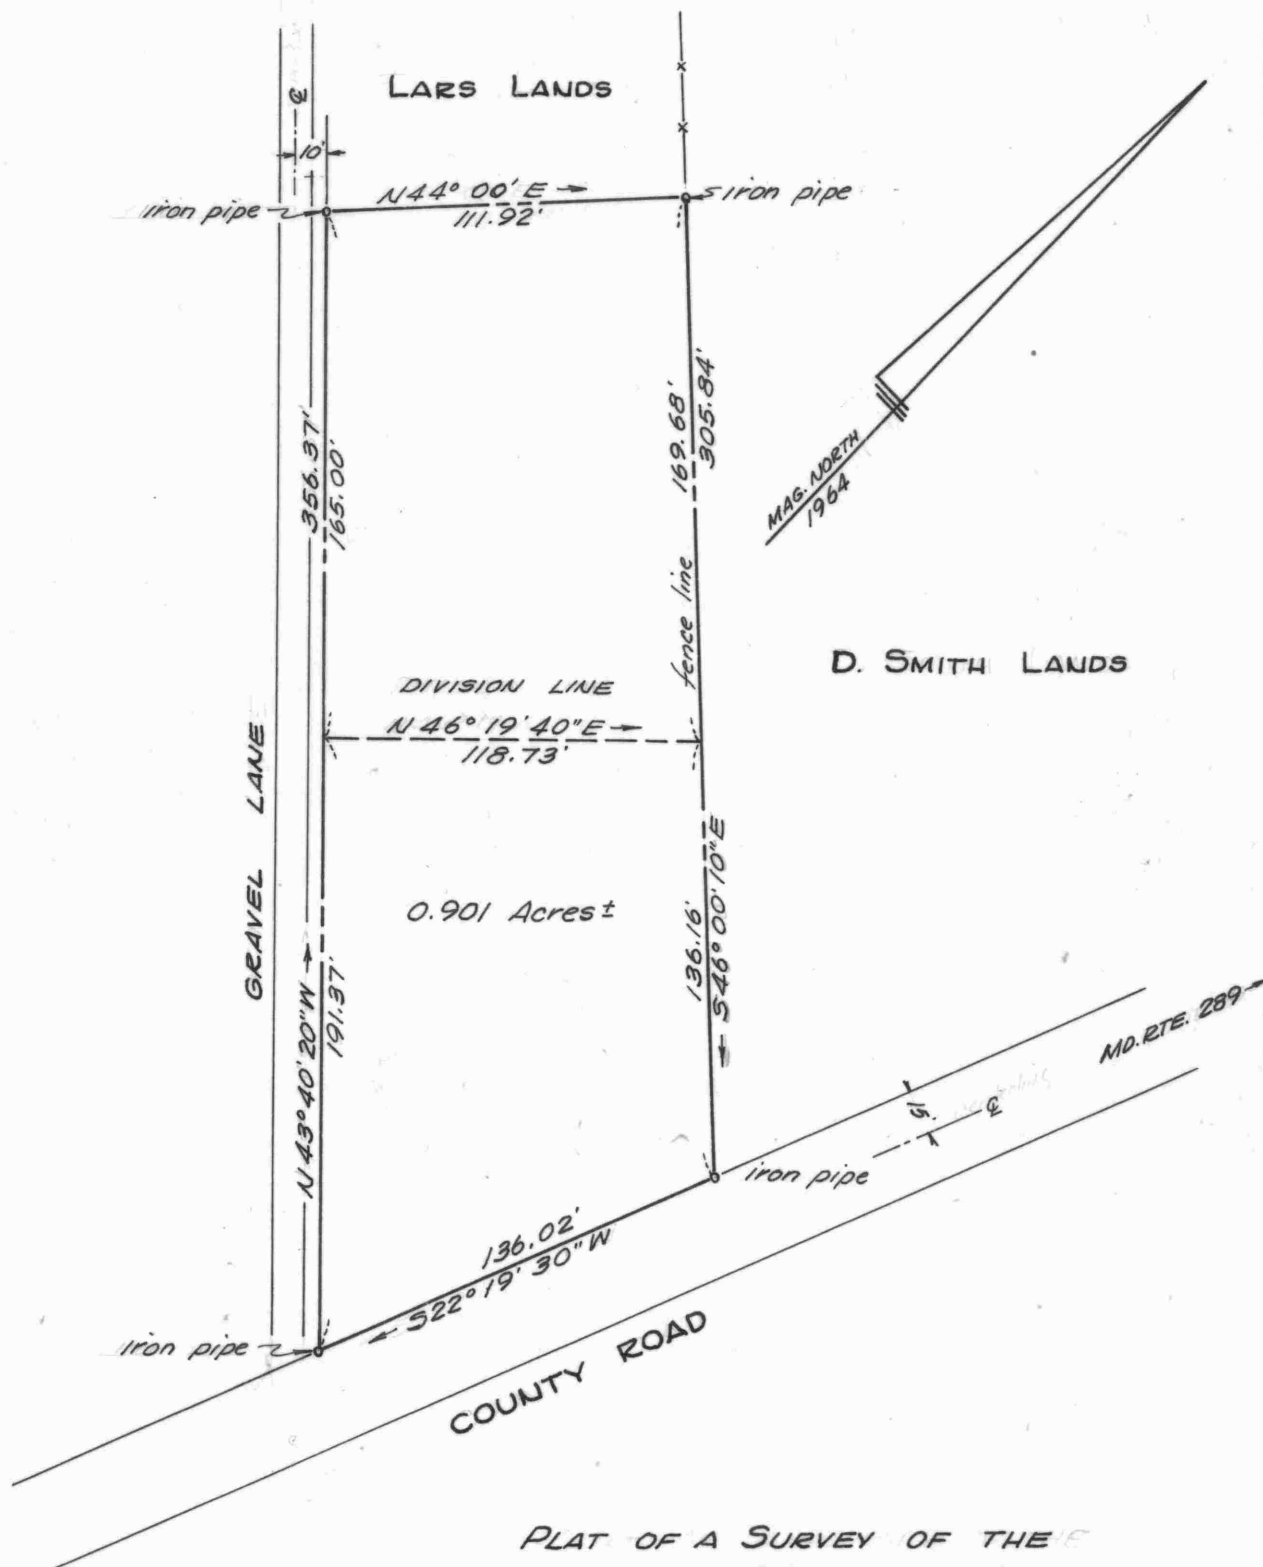 LARS LANDS
℄
10'
iron pipe
N44° 00' E
111.92'
iron pipe
356.37'
165.00'
169.68'
305.84'
MAG. NORTH
1964
fence line
D. SMITH LANDS
DIVISION LINE
N 46° 19' 40" E
118.73'
GRAVEL LANE
0.901 Acres ±
N 43° 40' 20" W
191.37'
136.16'
S 46° 00' 10" E
MD. RTE. 289
15'
℄
iron pipe
136.02'
S22° 19' 30" W
iron pipe
COUNTY ROAD
PLAT OF A SURVEY OF THE